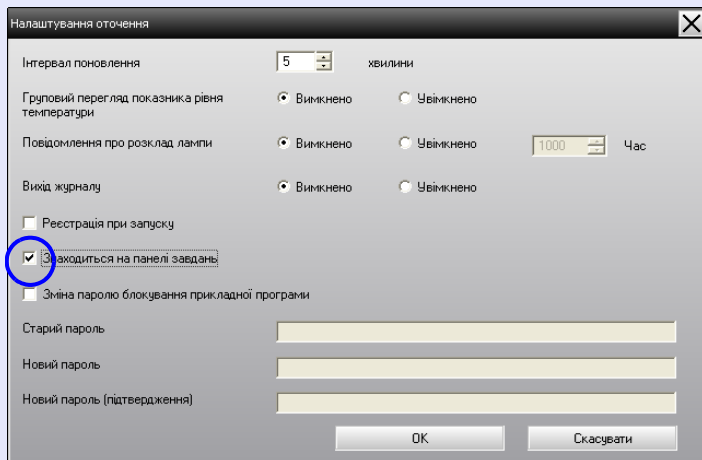 Налаштування оточення
Інтервал поновлення 5 хвилини
Груповий перегляд показника рівня температури Вимкнено Увімкнено
Повідомлення про розклад лампи Вимкнено Увімкнено 1000 Час
Вихід журналу Вимкнено Увімкнено
Реєстрація при запуску
Знаходиться на панелі завдань
Зміна паролю блокування прикладної програми
Старий пароль
Новий пароль
Новий пароль (підтвердження)
OK Скасувати